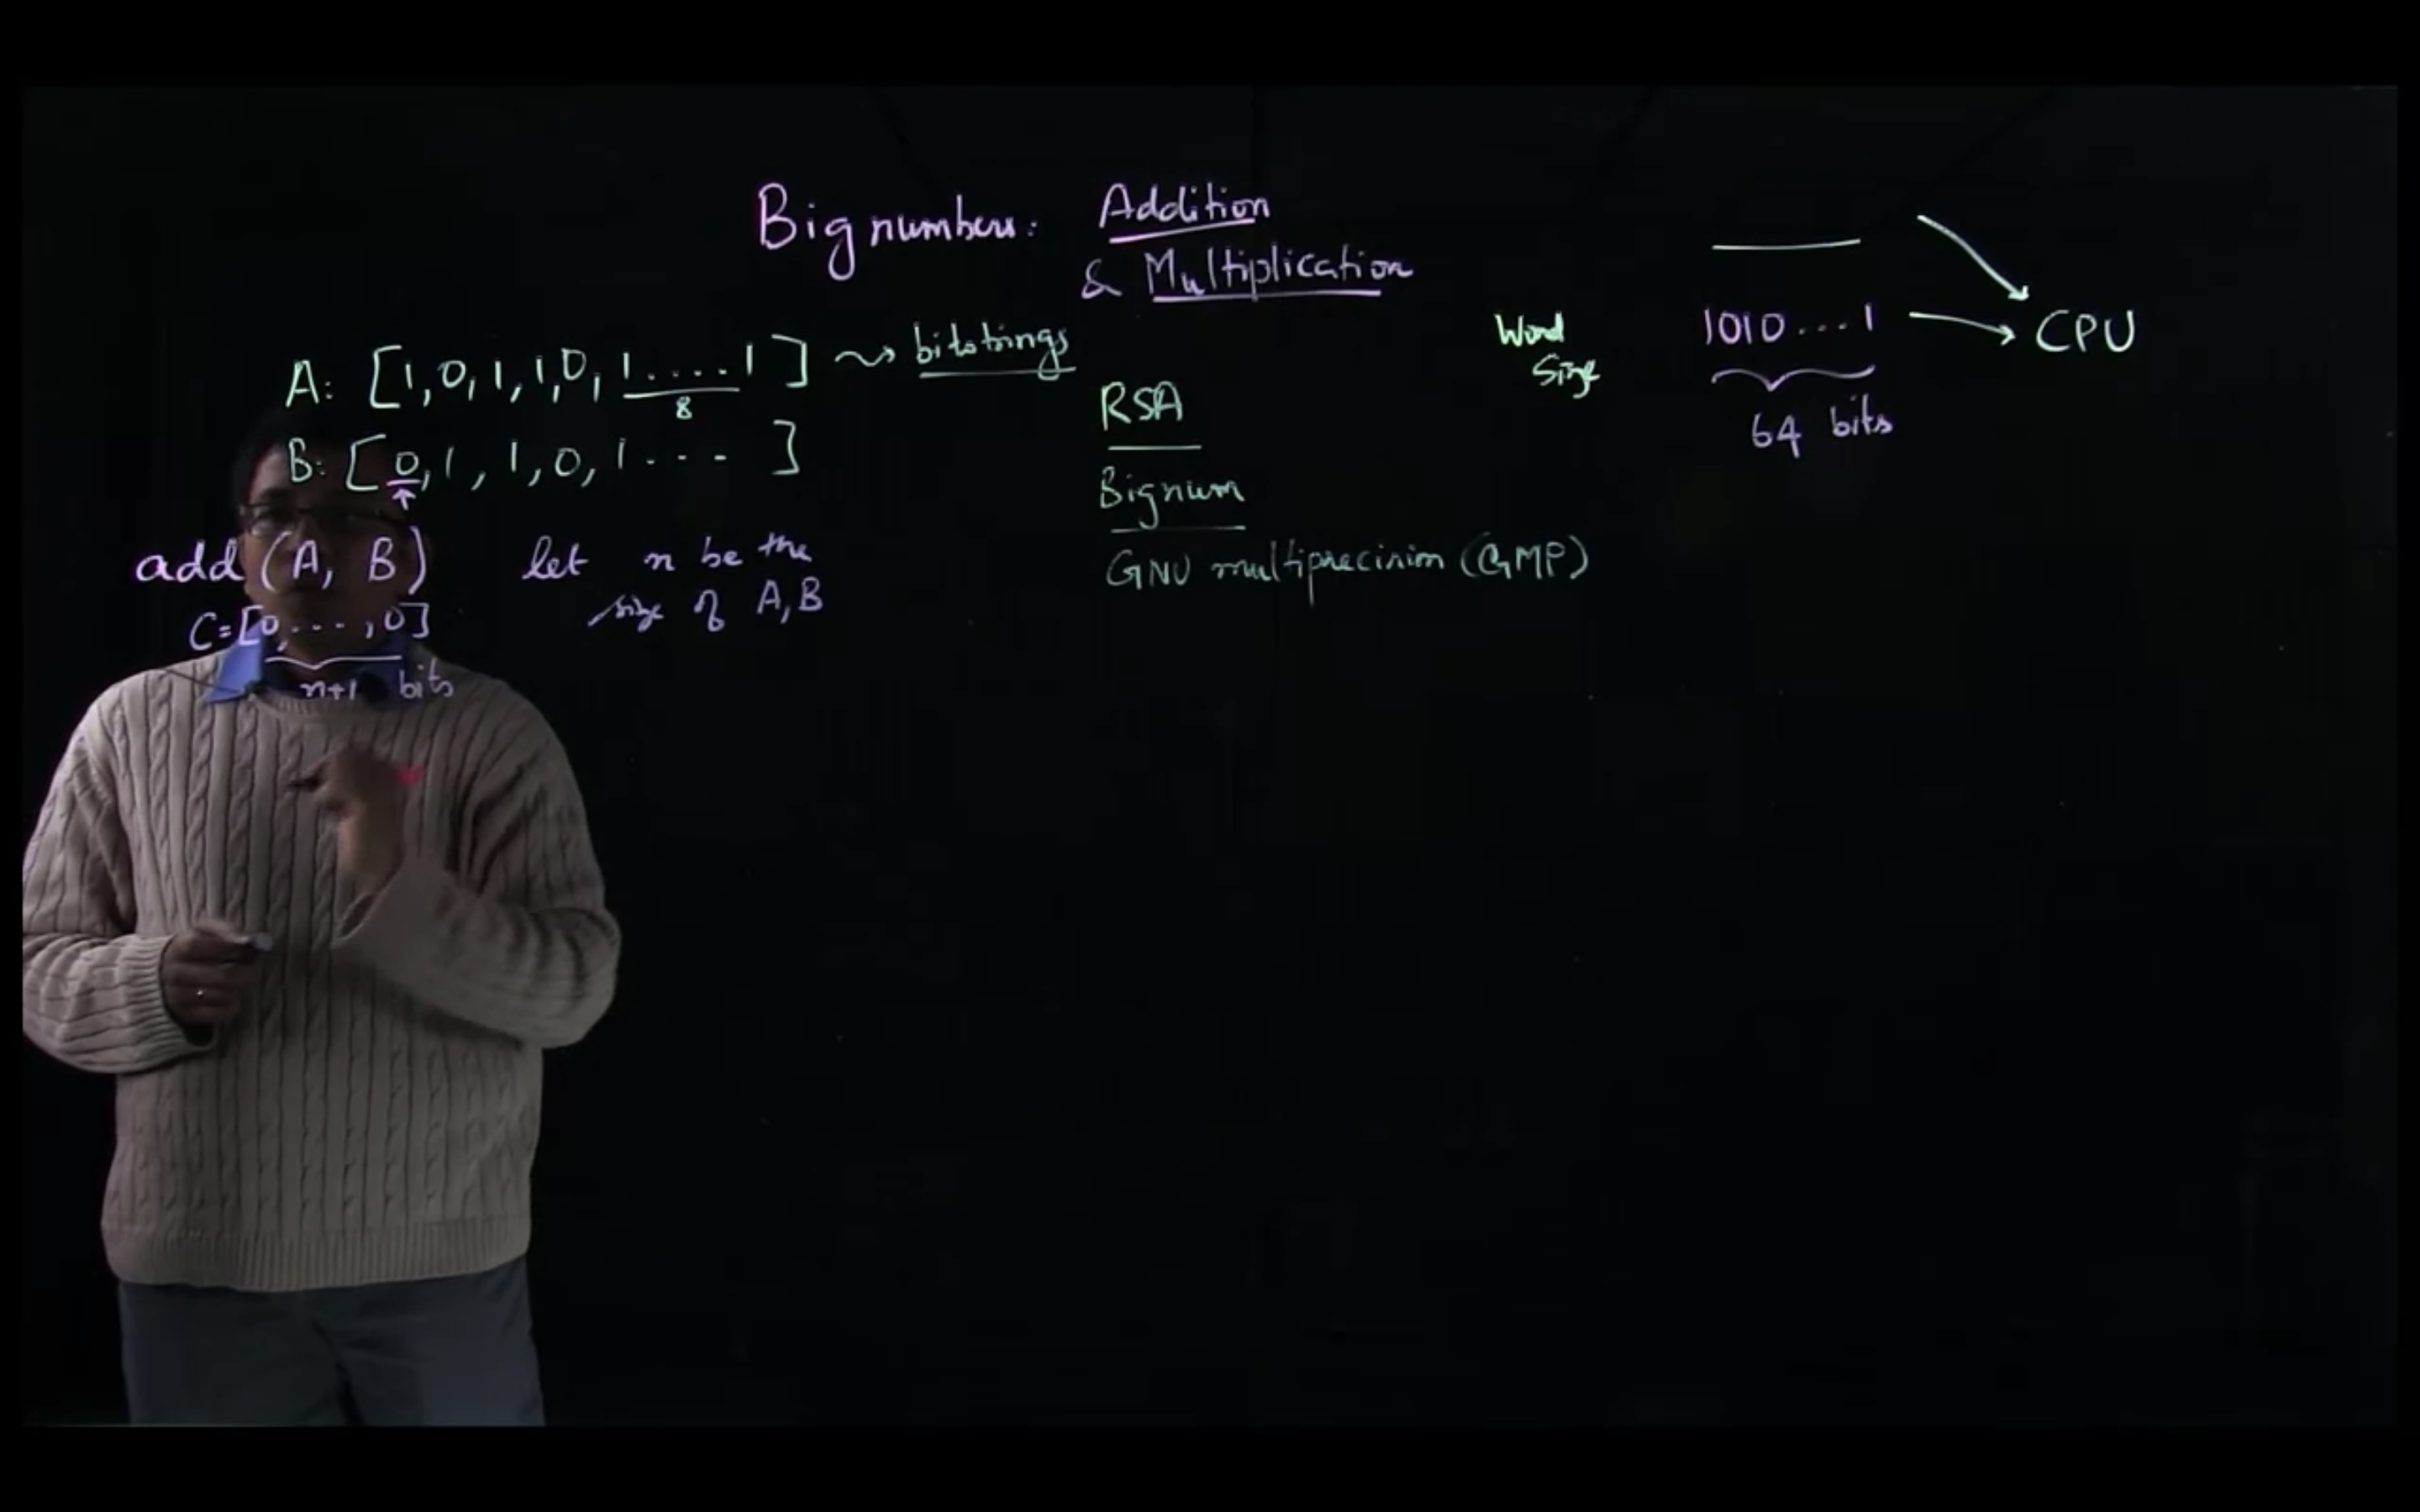 Big numbers: Addition
& Multiplication
A: [1,0,1,1,0,1....1] ⇝ bitstrings
8
B: [0,1,1,0,1...]
↑
add (A, B)
C=[0,...,0]
n+1 bits
let n be the
size of A,B
RSA
Bignum
GNU multiprecision (GMP)
Word
Size
1010...1 → CPU
64 bits